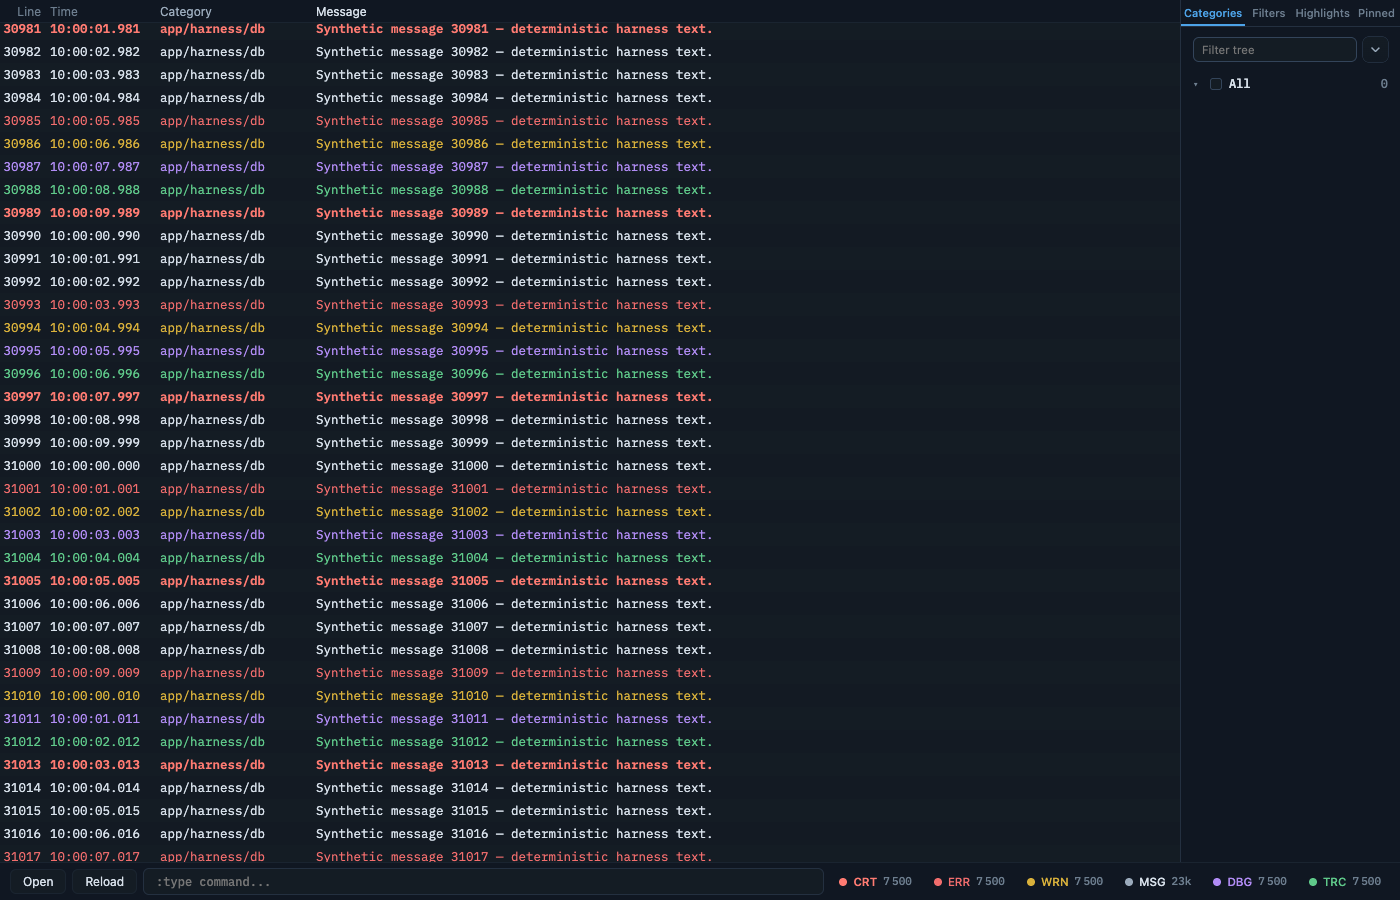 Line Time Category Message
30981 10:00:01.981 app/harness/db Synthetic message 30981 — deterministic harness text.
30982 10:00:02.982 app/harness/db Synthetic message 30982 — deterministic harness text.
30983 10:00:03.983 app/harness/db Synthetic message 30983 — deterministic harness text.
30984 10:00:04.984 app/harness/db Synthetic message 30984 — deterministic harness text.
30985 10:00:05.985 app/harness/db Synthetic message 30985 — deterministic harness text.
30986 10:00:06.986 app/harness/db Synthetic message 30986 — deterministic harness text.
30987 10:00:07.987 app/harness/db Synthetic message 30987 — deterministic harness text.
30988 10:00:08.988 app/harness/db Synthetic message 30988 — deterministic harness text.
30989 10:00:09.989 app/harness/db Synthetic message 30989 — deterministic harness text.
30990 10:00:00.990 app/harness/db Synthetic message 30990 — deterministic harness text.
30991 10:00:01.991 app/harness/db Synthetic message 30991 — deterministic harness text.
30992 10:00:02.992 app/harness/db Synthetic message 30992 — deterministic harness text.
30993 10:00:03.993 app/harness/db Synthetic message 30993 — deterministic harness text.
30994 10:00:04.994 app/harness/db Synthetic message 30994 — deterministic harness text.
30995 10:00:05.995 app/harness/db Synthetic message 30995 — deterministic harness text.
30996 10:00:06.996 app/harness/db Synthetic message 30996 — deterministic harness text.
30997 10:00:07.997 app/harness/db Synthetic message 30997 — deterministic harness text.
30998 10:00:08.998 app/harness/db Synthetic message 30998 — deterministic harness text.
30999 10:00:09.999 app/harness/db Synthetic message 30999 — deterministic harness text.
31000 10:00:00.000 app/harness/db Synthetic message 31000 — deterministic harness text.
31001 10:00:01.001 app/harness/db Synthetic message 31001 — deterministic harness text.
31002 10:00:02.002 app/harness/db Synthetic message 31002 — deterministic harness text.
31003 10:00:03.003 app/harness/db Synthetic message 31003 — deterministic harness text.
31004 10:00:04.004 app/harness/db Synthetic message 31004 — deterministic harness text.
31005 10:00:05.005 app/harness/db Synthetic message 31005 — deterministic harness text.
31006 10:00:06.006 app/harness/db Synthetic message 31006 — deterministic harness text.
31007 10:00:07.007 app/harness/db Synthetic message 31007 — deterministic harness text.
31008 10:00:08.008 app/harness/db Synthetic message 31008 — deterministic harness text.
31009 10:00:09.009 app/harness/db Synthetic message 31009 — deterministic harness text.
31010 10:00:00.010 app/harness/db Synthetic message 31010 — deterministic harness text.
31011 10:00:01.011 app/harness/db Synthetic message 31011 — deterministic harness text.
31012 10:00:02.012 app/harness/db Synthetic message 31012 — deterministic harness text.
31013 10:00:03.013 app/harness/db Synthetic message 31013 — deterministic harness text.
31014 10:00:04.014 app/harness/db Synthetic message 31014 — deterministic harness text.
31015 10:00:05.015 app/harness/db Synthetic message 31015 — deterministic harness text.
31016 10:00:06.016 app/harness/db Synthetic message 31016 — deterministic harness text.
31017 10:00:07.017 app/harness/db Synthetic message 31017 — deterministic harness text.
Categories Filters Highlights Pinned
Filter tree
All 0
Open Reload :type command... CRT 7 500 ERR 7 500 WRN 7 500 MSG 23k DBG 7 500 TRC 7 500